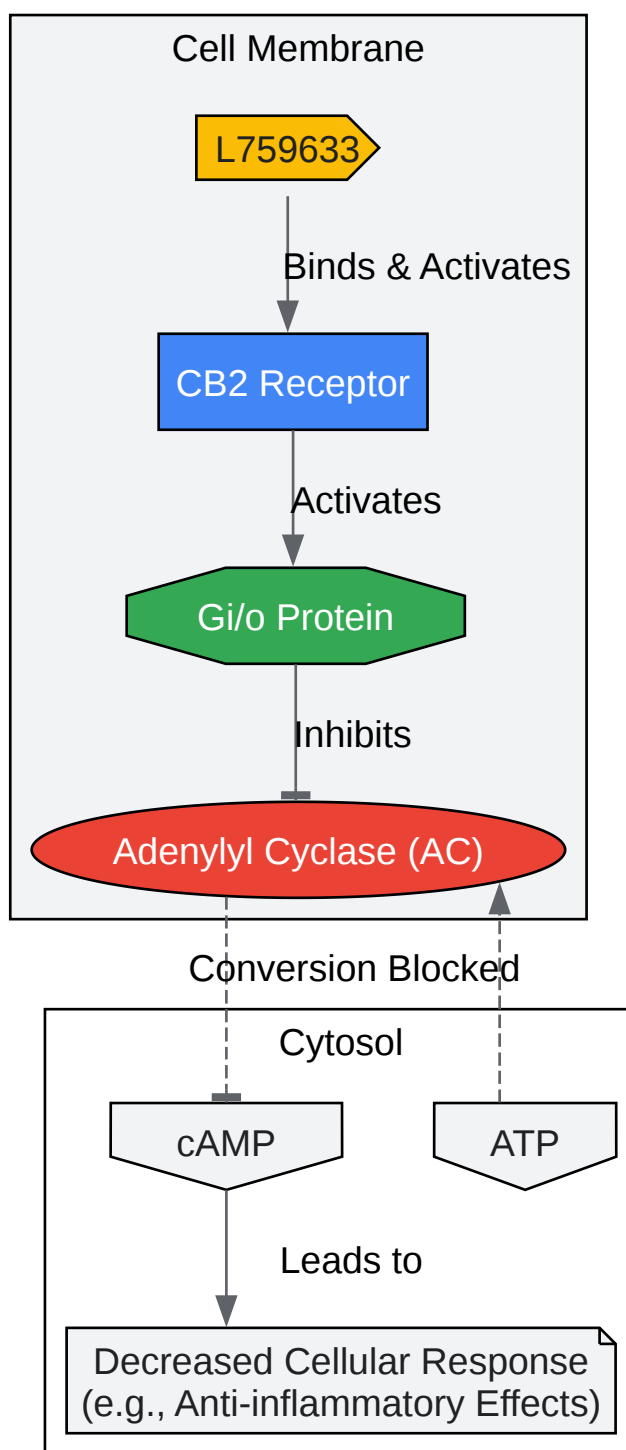 Cell Membrane
L759633
Binds & Activates
CB2 Receptor
Activates
Gi/o Protein
Inhibits
Adenylyl Cyclase (AC)
Conversion Blocked
Cytosol
cAMP
ATP
Leads to
Decreased Cellular Response
(e.g., Anti-inflammatory Effects)